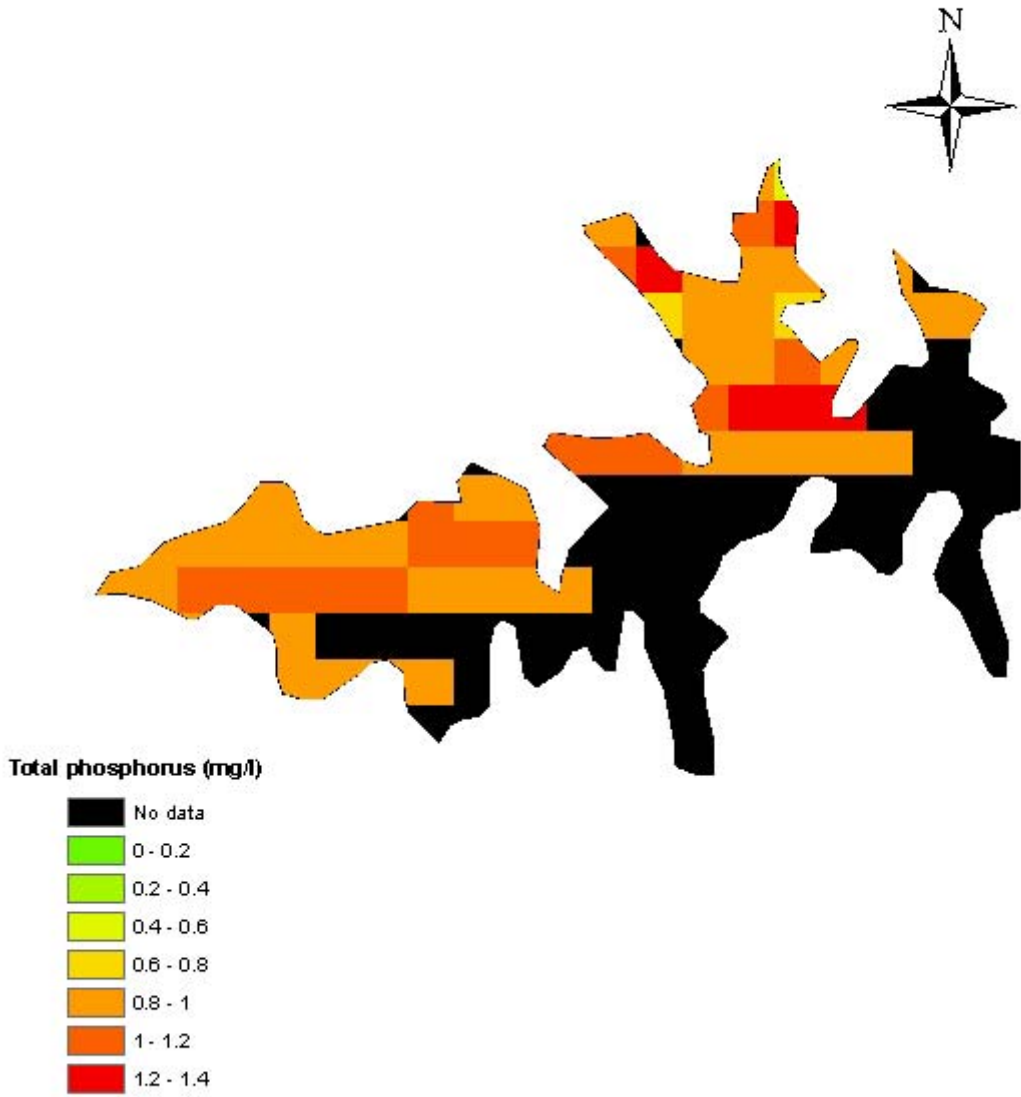 N
Total phosphorus (mg/l)
No data
0 - 0.2
0.2 - 0.4
0.4 - 0.6
0.6 - 0.8
0.8 - 1
1 - 1.2
1.2 - 1.4